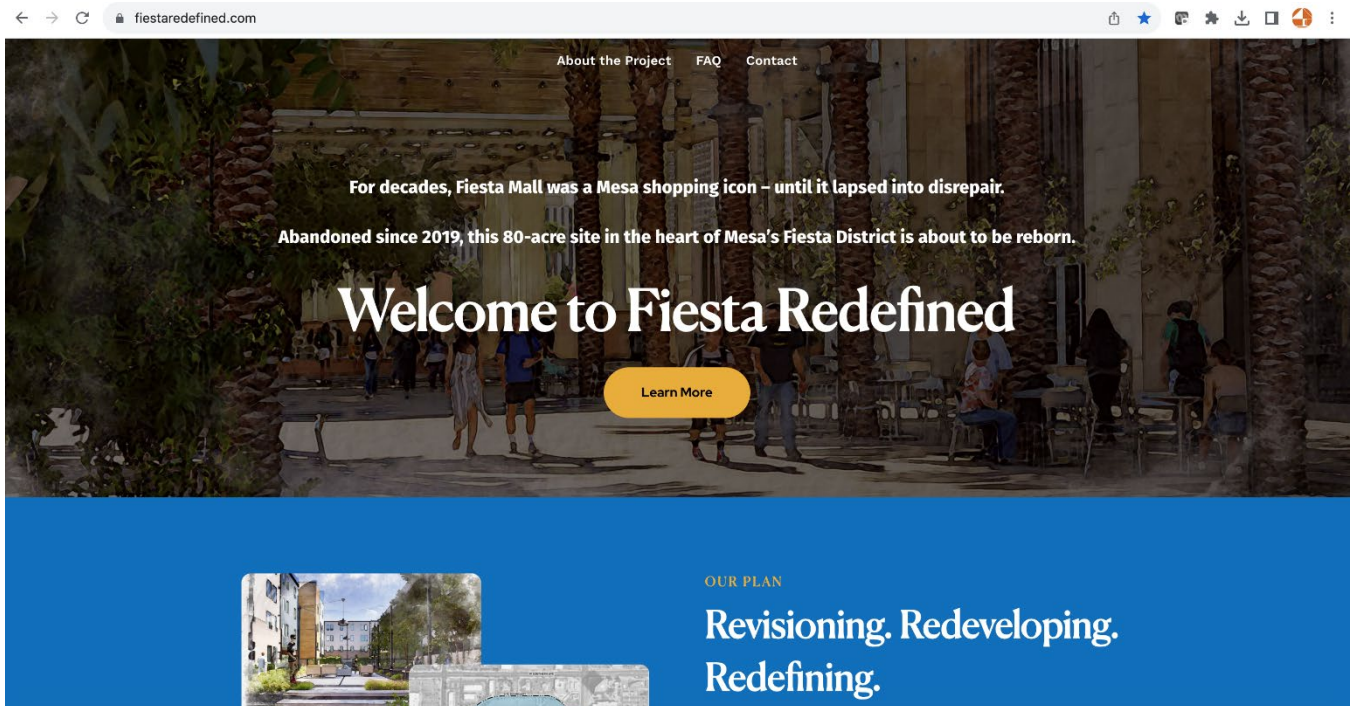 fiestaredefined.com
About the Project FAQ Contact
For decades, Fiesta Mall was a Mesa shopping icon – until it lapsed into disrepair.
Abandoned since 2019, this 80-acre site in the heart of Mesa's Fiesta District is about to be reborn.
Welcome to Fiesta Redefined
Learn More
OUR PLAN
Revisioning. Redeveloping.
Redefining.